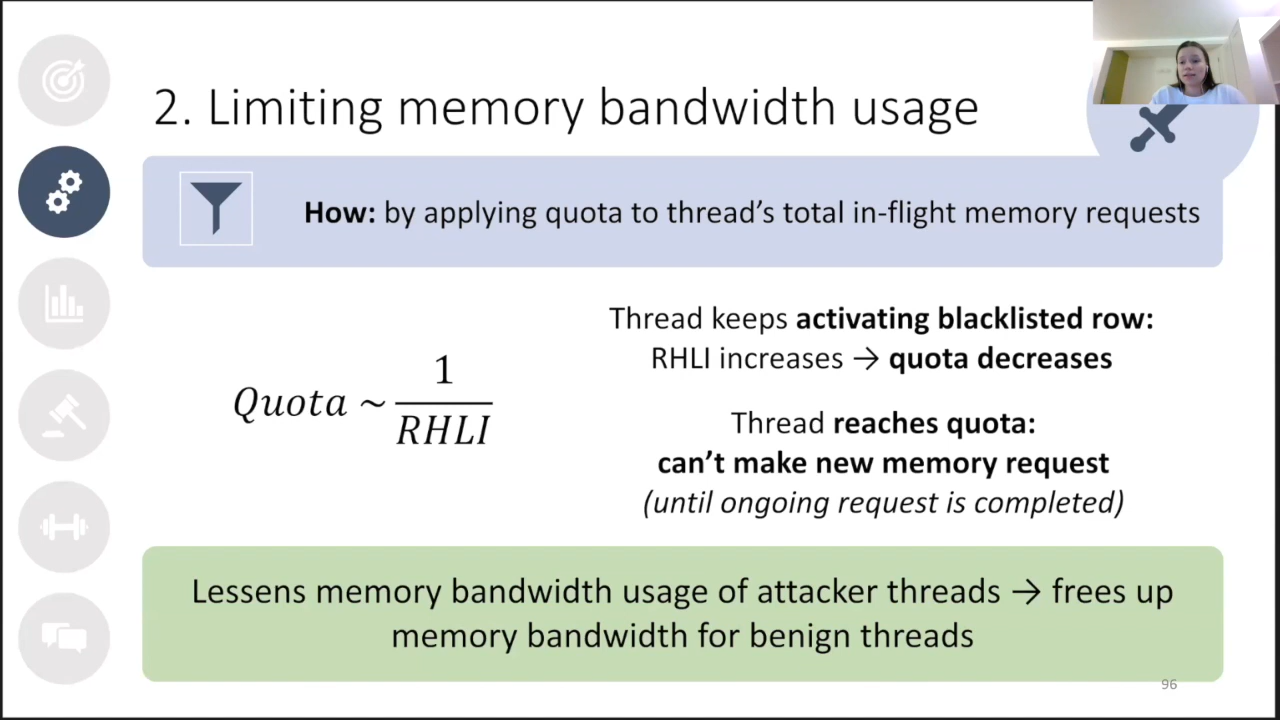 2. Limiting memory bandwidth usage
How: by applying quota to thread's total in-flight memory requests
Thread keeps activating blacklisted row:
RHLI increases → quota decreases
Quota ~ 1/RHLI
Thread reaches quota:
can't make new memory request
(until ongoing request is completed)
Lessens memory bandwidth usage of attacker threads → frees up
memory bandwidth for benign threads
96